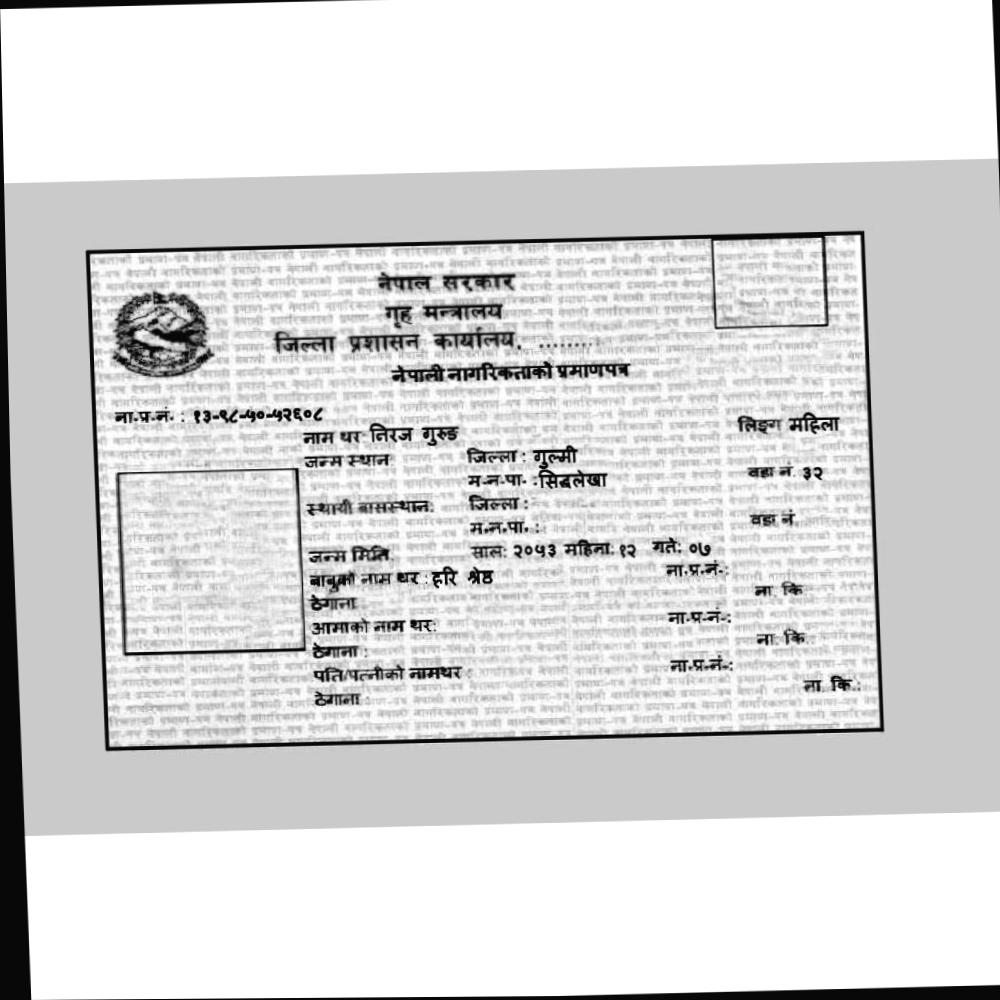 नेपाल सरकार
गृह मन्त्रालय
जिल्ला प्रशासन कार्यालय, .........
नेपाली नागरिकताको प्रमाणपत्र
ना.प्र.नं. : १३-९८-५०-५२६०८
नाम थर: निरज गुरुङ लिङ्ग महिला
जन्म स्थान: जिल्ला : गुल्मी
म.न.पा. :सिद्धलेखा वडा नं. ३२
स्थायी बासस्थान: जिल्ला :
म.न.पा. : वडा नं.
जन्म मिति: साल: २०५३ महिना: १२ गते: ०७
बाबुको नाम थर : हरि श्रेष्ठ ना.प्र.नं.:
ठेगाना : ना. कि.:
आमाको नाम थर: ना.प्र.नं.:
ठेगाना : ना. कि.:
पति/पत्नीको नामथर : ना.प्र.नं.:
ठेगाना : ना. कि.: